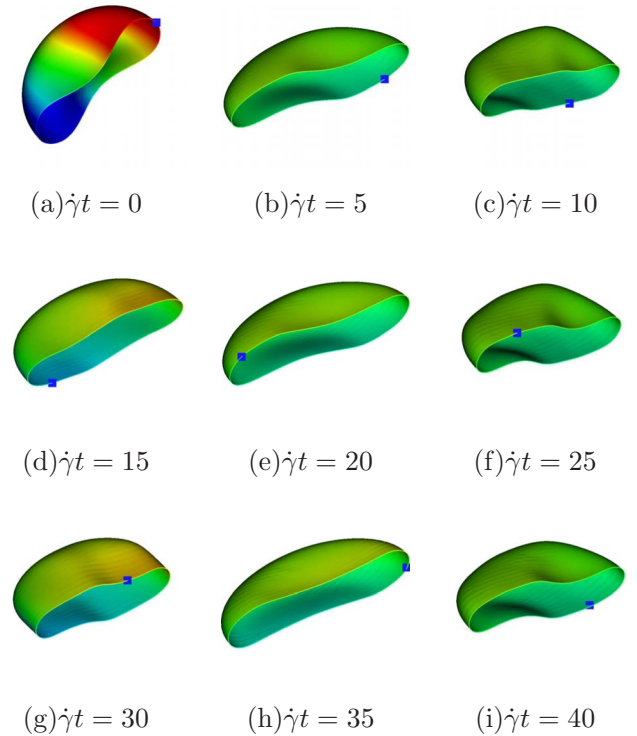 (a)γ̇t = 0
(b)γ̇t = 5
(c)γ̇t = 10
(d)γ̇t = 15
(e)γ̇t = 20
(f)γ̇t = 25
(g)γ̇t = 30
(h)γ̇t = 35
(i)γ̇t = 40